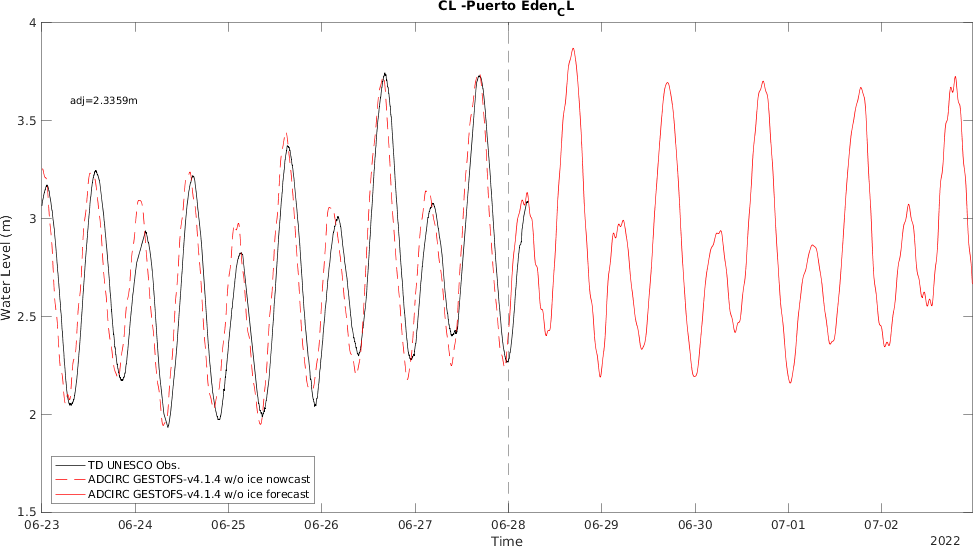 CL -Puerto Eden_CL
4
adj=2.3359m
3.5
3
Water Level (m)
2.5
2
TD UNESCO Obs.
ADCIRC GESTOFS-v4.1.4 w/o ice nowcast
ADCIRC GESTOFS-v4.1.4 w/o ice forecast
1.5
06-23 06-24 06-25 06-26 06-27 06-28 06-29 06-30 07-01 07-02
Time
2022